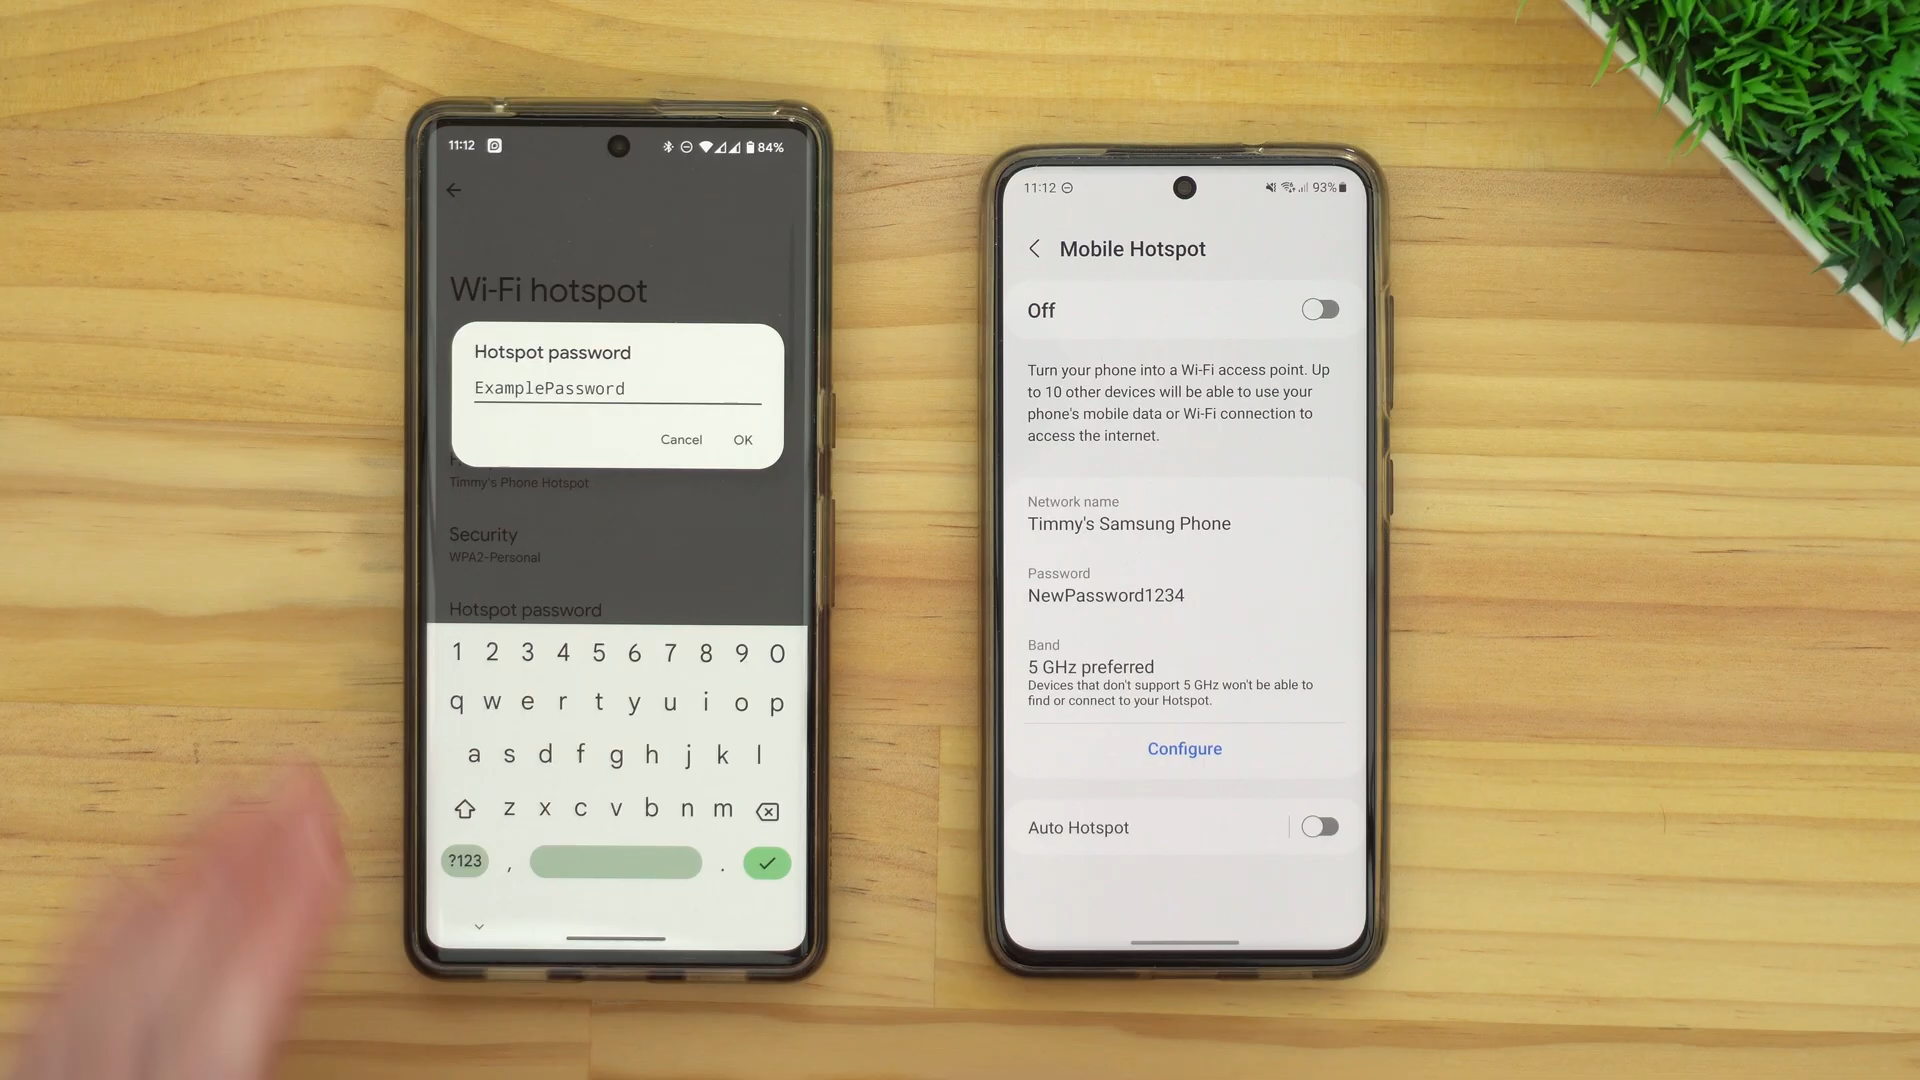 11:12
84%
Wi-Fi hotspot
Hotspot password
ExamplePassword
Cancel OK
Timmy's Phone Hotspot
Security
WPA2-Personal
Hotspot password
1 2 3 4 5 6 7 8 9 0
q w e r t y u i o p
a s d f g h j k l
z x c v b n m
?123 , .
11:12
93%
Mobile Hotspot
Off
Turn your phone into a Wi-Fi access point. Up
to 10 other devices will be able to use your
phone's mobile data or Wi-Fi connection to
access the internet.
Network name
Timmy's Samsung Phone
Password
NewPassword1234
Band
5 GHz preferred
Devices that don't support 5 GHz won't be able to
find or connect to your Hotspot.
Configure
Auto Hotspot